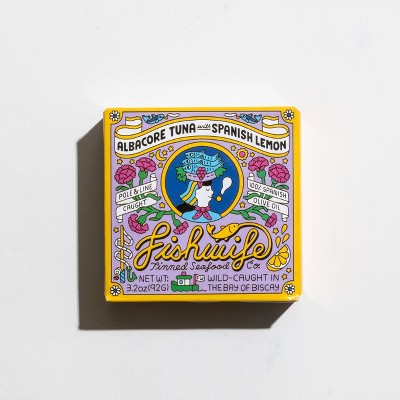 ALBACORE TUNA with SPANISH LEMON
POLE & LINE
CAUGHT
100% SPANISH
OLIVE OIL
Fishwife
Tinned Seafood Co.
NET WT:
3.2oz (92G)
WILD-CAUGHT IN
THE BAY OF BISCAY